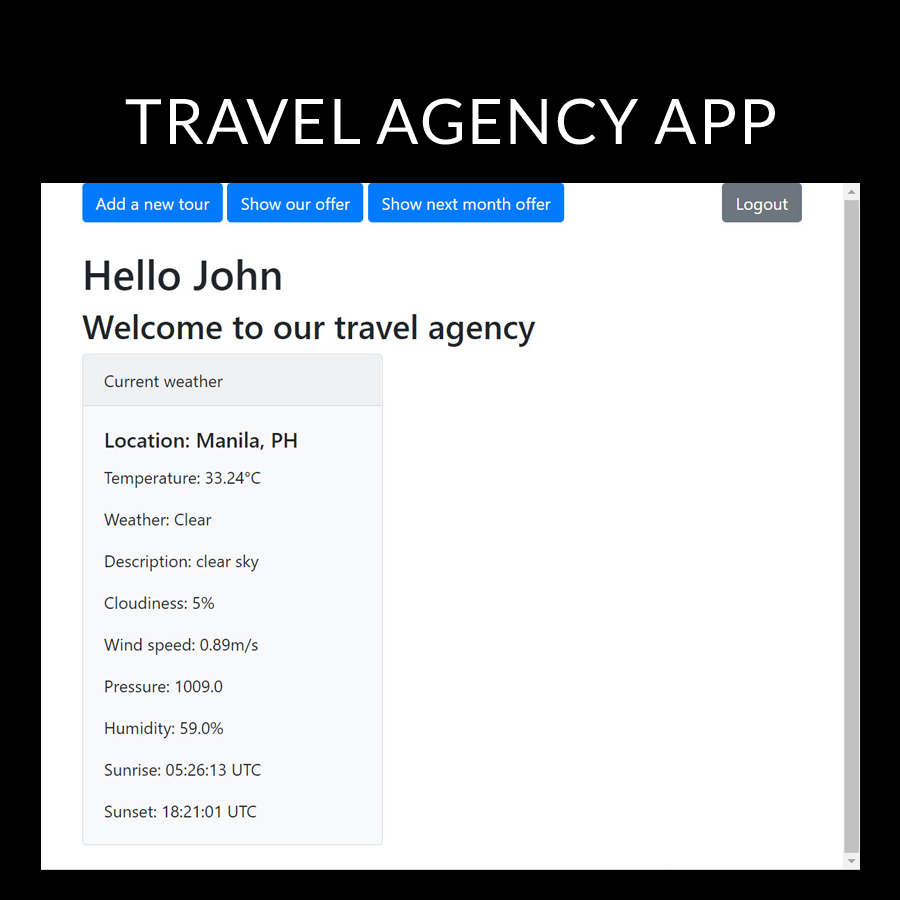 TRAVEL AGENCY APP
Add a new tour Show our offer Show next month offer Logout
Hello John
Welcome to our travel agency
Current weather
Location: Manila, PH
Temperature: 33.24°C
Weather: Clear
Description: clear sky
Cloudiness: 5%
Wind speed: 0.89m/s
Pressure: 1009.0
Humidity: 59.0%
Sunrise: 05:26:13 UTC
Sunset: 18:21:01 UTC